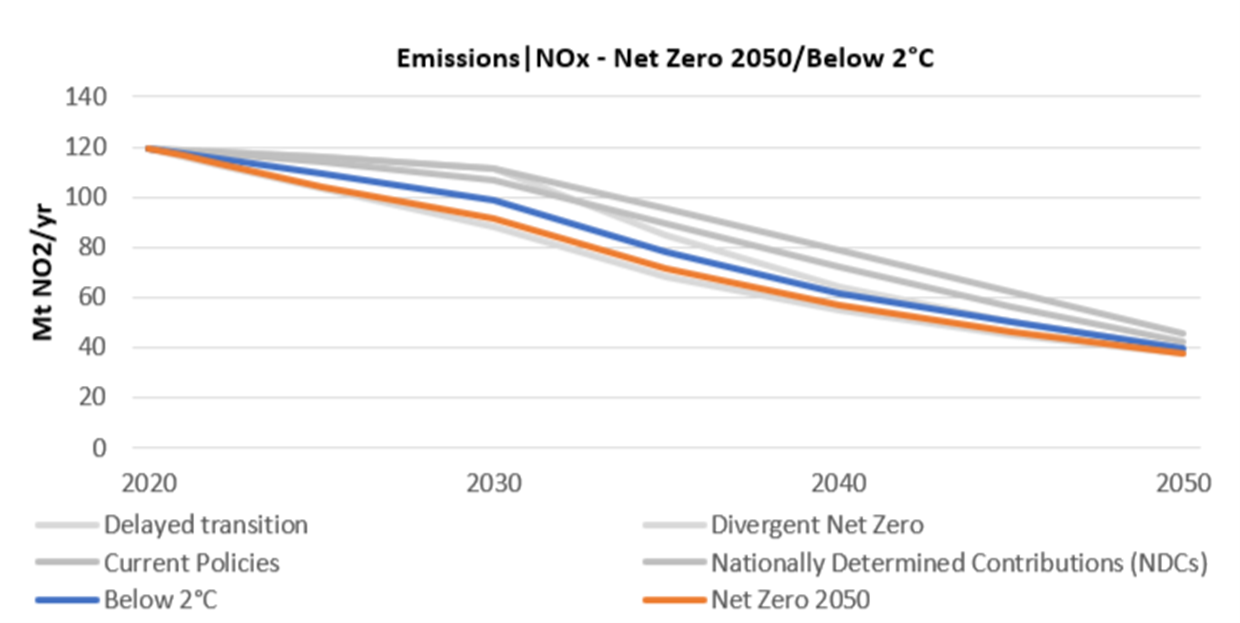 Emissions|NOx - Net Zero 2050/Below 2°C
Mt NO2/yr
140
120
100
80
60
40
20
0
2020 2030 2040 2050
Delayed transition Divergent Net Zero
Current Policies Nationally Determined Contributions (NDCs)
Below 2°C Net Zero 2050